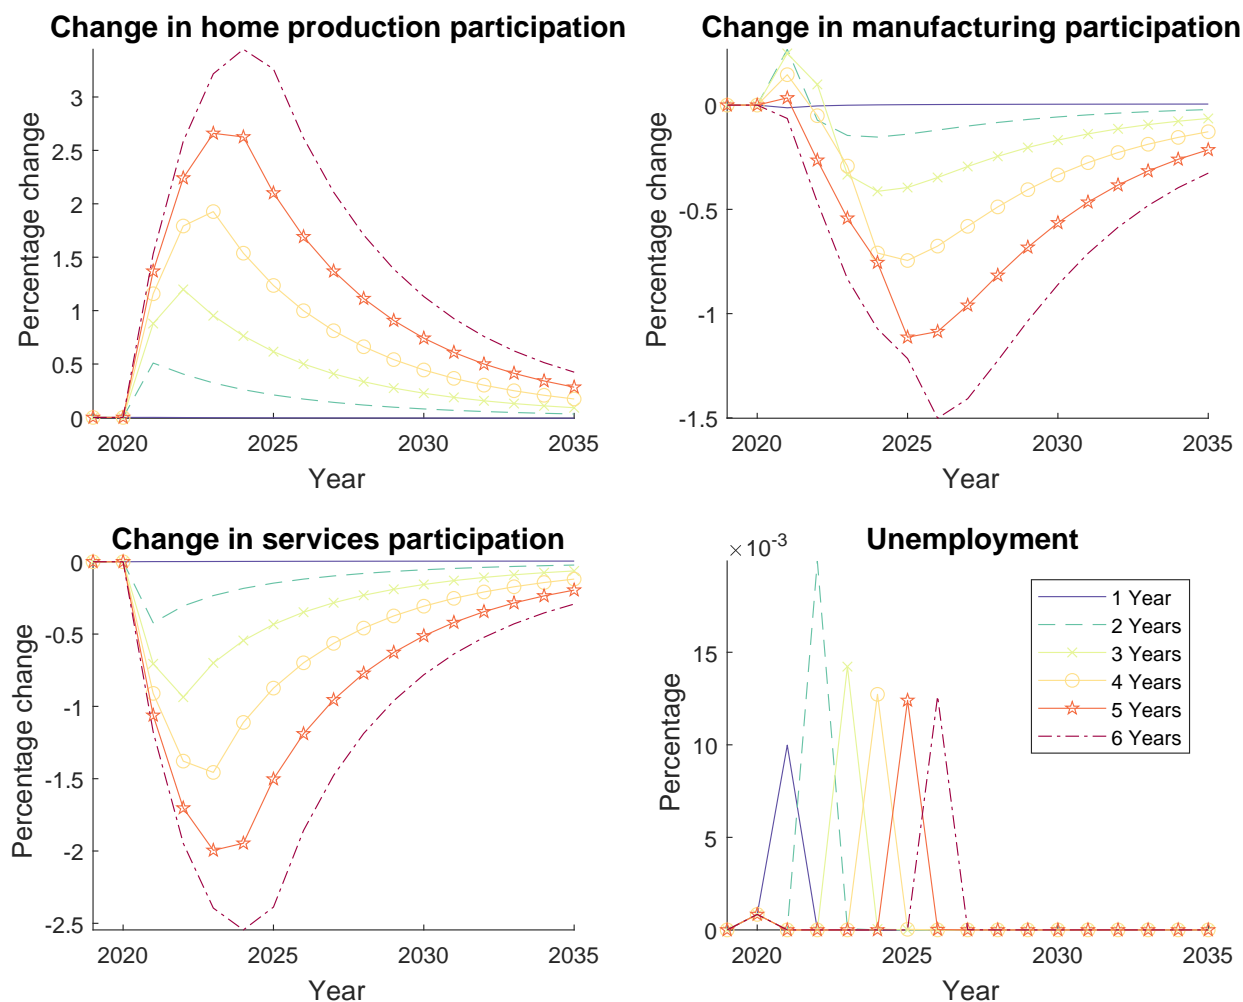 Change in home production participation
Percentage change
3
2.5
2
1.5
1
0.5
0
2020 2025 2030 2035
Year
Change in manufacturing participation
Percentage change
0
-0.5
-1
-1.5
2020 2025 2030 2035
Year
Change in services participation
Percentage change
0
-0.5
-1
-1.5
-2
-2.5
2020 2025 2030 2035
Year
Unemployment
×10⁻³
Percentage
15
10
5
0
2020 2025 2030 2035
Year
1 Year
2 Years
3 Years
4 Years
5 Years
6 Years